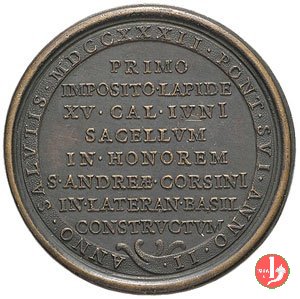 ANNO·SALVTIS·MDCCXXXII·PONT·SVI·ANNO·II
PRIMO
IMPOSITO·LAPIDE
XV·CAL·IVNI
SACELLVM
IN·HONOREM
S·ANDREÆ·CORSINI
IN·LATERAN·BASIL
CONSTRVCTVM